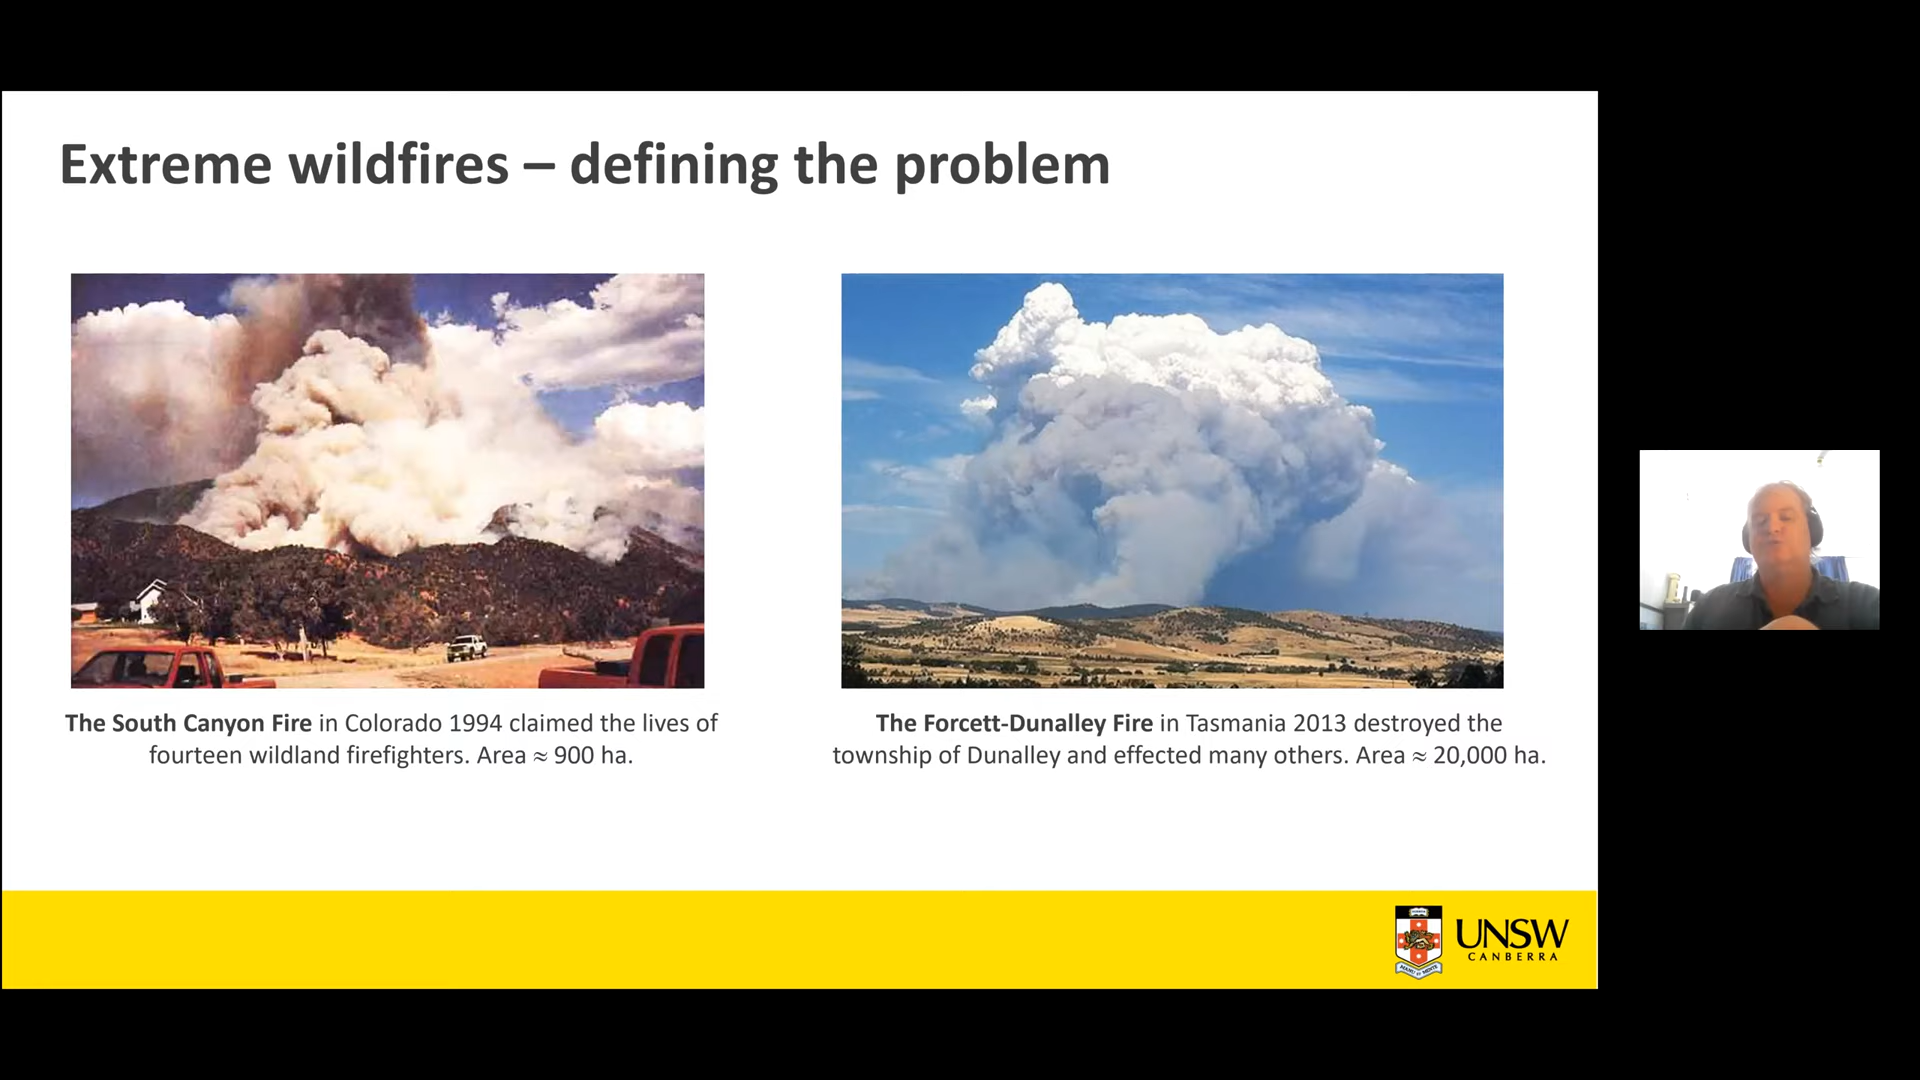 Extreme wildfires – defining the problem
The South Canyon Fire in Colorado 1994 claimed the lives of
fourteen wildland firefighters. Area ≈ 900 ha.
The Forcett-Dunalley Fire in Tasmania 2013 destroyed the
township of Dunalley and effected many others. Area ≈ 20,000 ha.
UNSW
CANBERRA